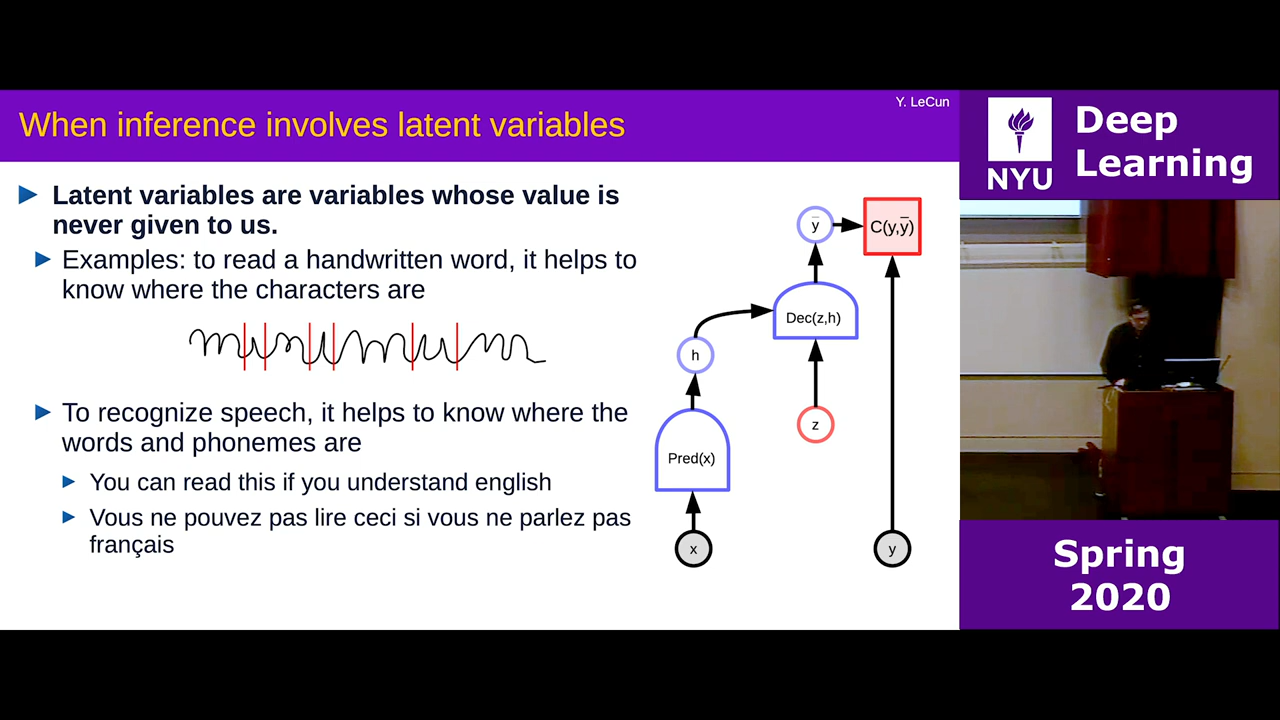 Y. LeCun
When inference involves latent variables
Latent variables are variables whose value is
never given to us.
Examples: to read a handwritten word, it helps to
know where the characters are
To recognize speech, it helps to know where the
words and phonemes are
You can read this if you understand english
Vous ne pouvez pas lire ceci si vous ne parlez pas
français
ȳ
C(y,ȳ)
Dec(z,h)
h
z
Pred(x)
x
y
NYU
Deep
Learning
Spring
2020